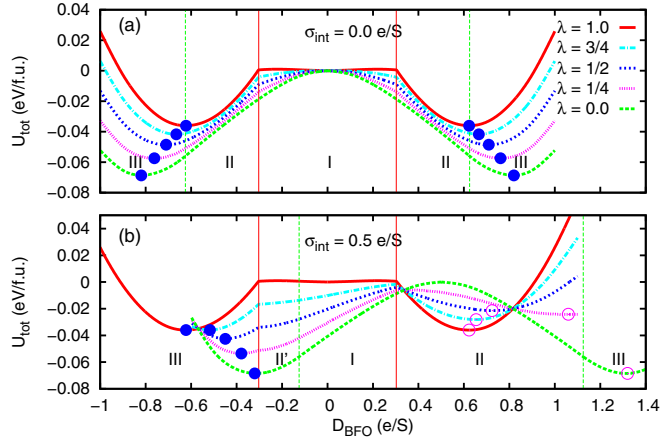 (a)
σint = 0.0 e/S
λ = 1.0
λ = 3/4
λ = 1/2
λ = 1/4
λ = 0.0
0.04
0.02
0
-0.02
-0.04
-0.06
-0.08
Utot (eV/f.u.)
III
II
I
II
III
(b)
σint = 0.5 e/S
0.04
0.02
0
-0.02
-0.04
-0.06
-0.08
Utot (eV/f.u.)
III
II'
I
II
III
-1 -0.8 -0.6 -0.4 -0.2 0 0.2 0.4 0.6 0.8 1 1.2 1.4
DBFO (e/S)